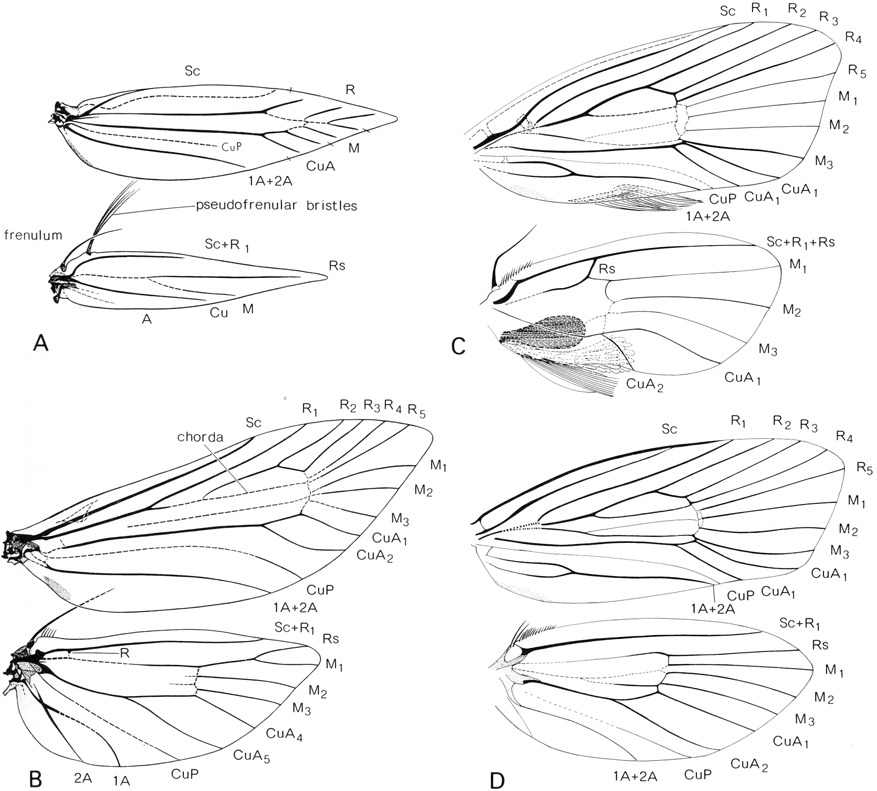 Sc
R
CuP
M
CuA
1A+2A
pseudofrenular bristles
frenulum
Sc+R1
Rs
M
Cu
A
A
Sc R1 R2 R3
R4
R5
M1
M2
M3
CuA1
CuA1
CuP
1A+2A
Sc+R1+Rs
Rs
M1
M2
M3
CuA1
CuA2
C
R1 R2 R3 R4 R5
Sc
chorda
M1
M2
M3
CuA1
CuA2
CuP
1A+2A
Sc+R1
Rs
R
M1
M2
M3
CuA4
CuA5
CuP
1A
2A
B
Sc R1 R2 R3
R4
R5
M1
M2
M3
CuA1
CuA1
CuP
1A+2A
Sc+R1
Rs
M1
M2
M3
CuA1
CuA2
CuP
1A+2A
D